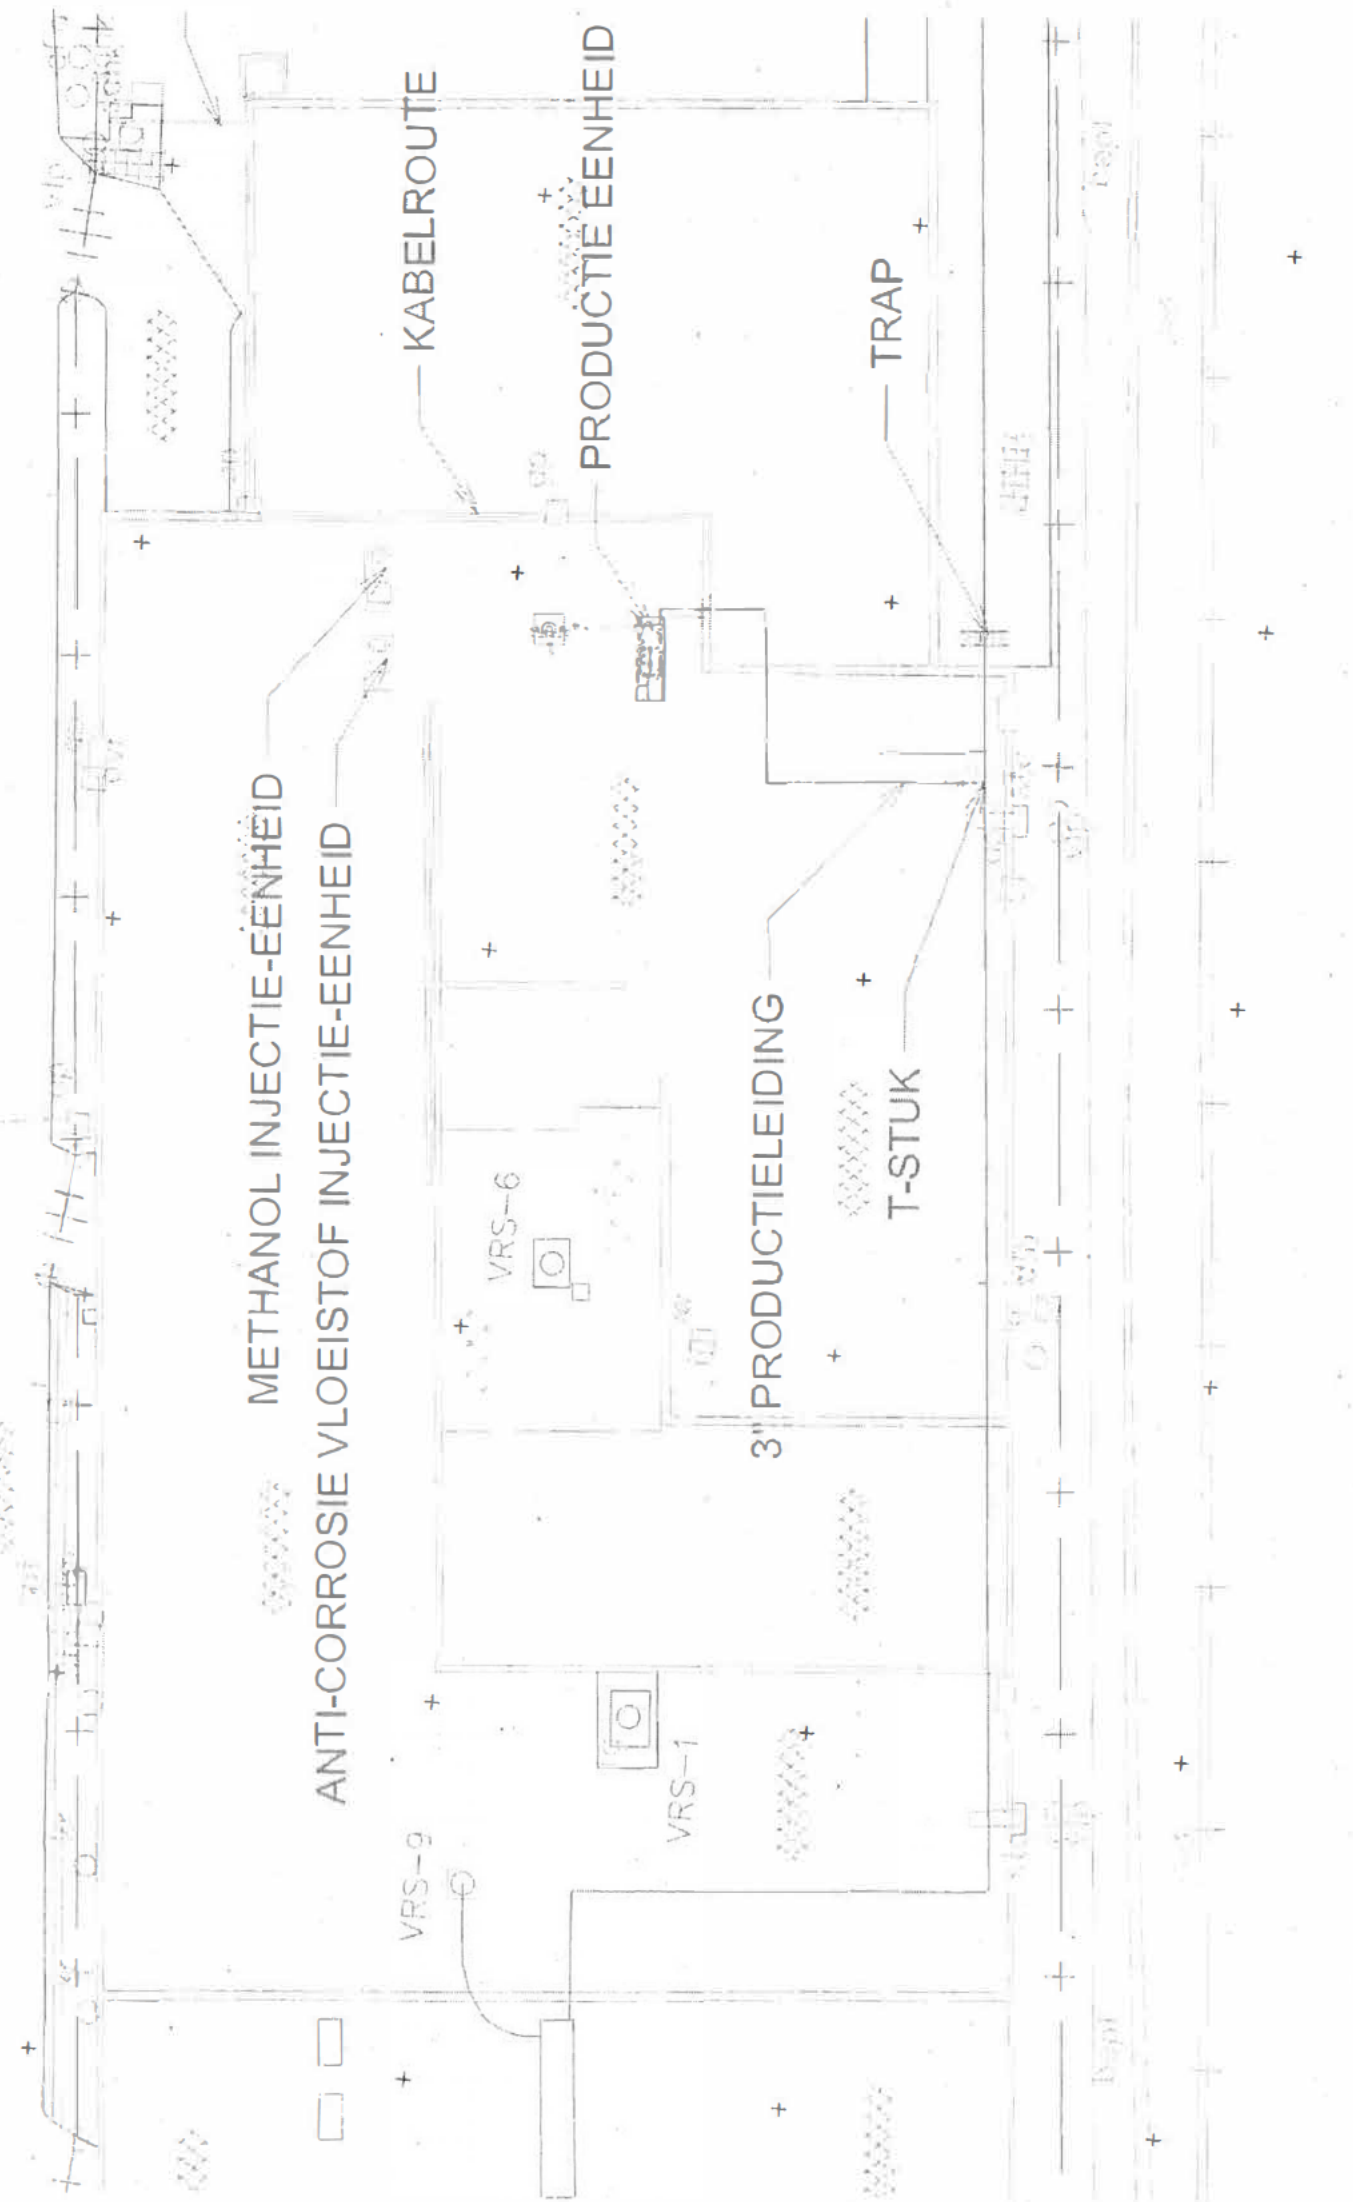 KABELROUTE
PRODUCTIE EENHEID
TRAP
METHANOL INJECTIE-EENHEID
ANTI-CORROSIE VLOEISTOF INJECTIE-EENHEID
3" PRODUCTIELEIDING
T-STUK
VRS-6
VRS-1
VRS-9